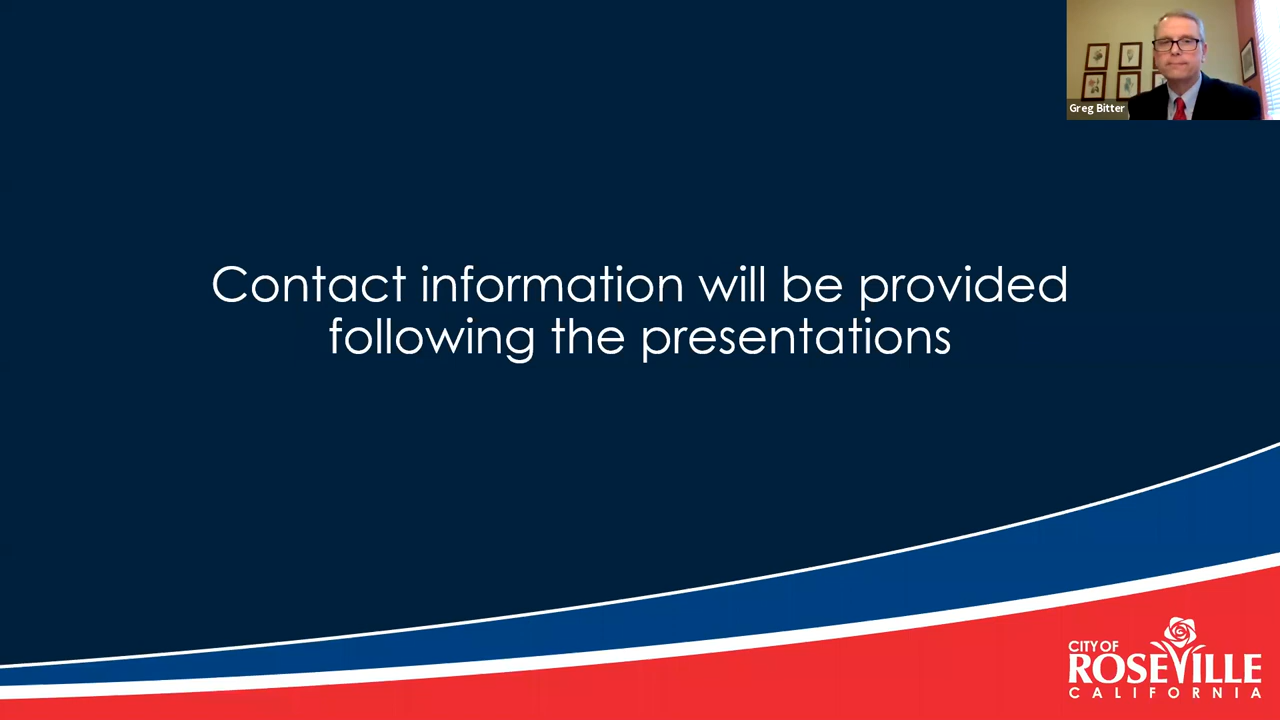 Greg Bitter
Contact information will be provided
following the presentations
CITY OF
ROSEVILLE
CALIFORNIA